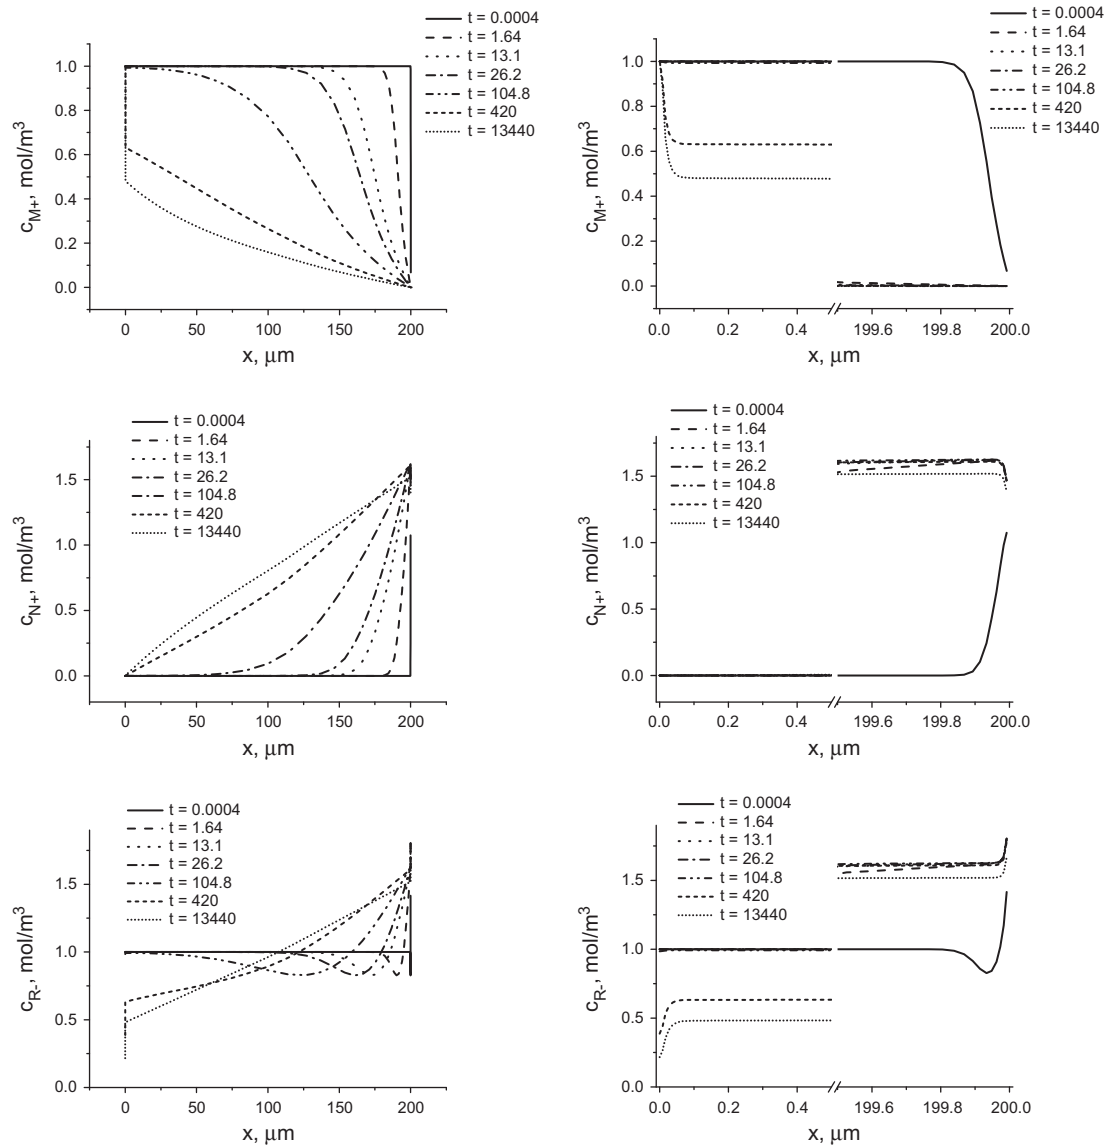 t = 0.0004
t = 1.64
t = 13.1
t = 26.2
t = 104.8
t = 420
t = 13440
1.0
0.8
0.6
0.4
0.2
0.0
c_M+, mol/m³
0 50 100 150 200
x, μm
t = 0.0004
t = 1.64
t = 13.1
t = 26.2
t = 104.8
t = 420
t = 13440
1.0
0.8
0.6
0.4
0.2
0.0
c_M+, mol/m³
0.0 0.2 0.4 199.6 199.8 200.0
x, μm
t = 0.0004
t = 1.64
t = 13.1
t = 26.2
t = 104.8
t = 420
t = 13440
1.5
1.0
0.5
0.0
c_N+, mol/m³
0 50 100 150 200
x, μm
t = 0.0004
t = 1.64
t = 13.1
t = 26.2
t = 104.8
t = 420
t = 13440
1.5
1.0
0.5
0.0
c_N+, mol/m³
0.0 0.2 0.4 199.6 199.8 200.0
x, μm
t = 0.0004
t = 1.64
t = 13.1
t = 26.2
t = 104.8
t = 420
t = 13440
1.5
1.0
0.5
0.0
c_R-, mol/m³
0 50 100 150 200
x, μm
t = 0.0004
t = 1.64
t = 13.1
t = 26.2
t = 104.8
t = 420
t = 13440
1.5
1.0
0.5
0.0
c_R-, mol/m³
0.0 0.2 0.4 199.6 199.8 200.0
x, μm